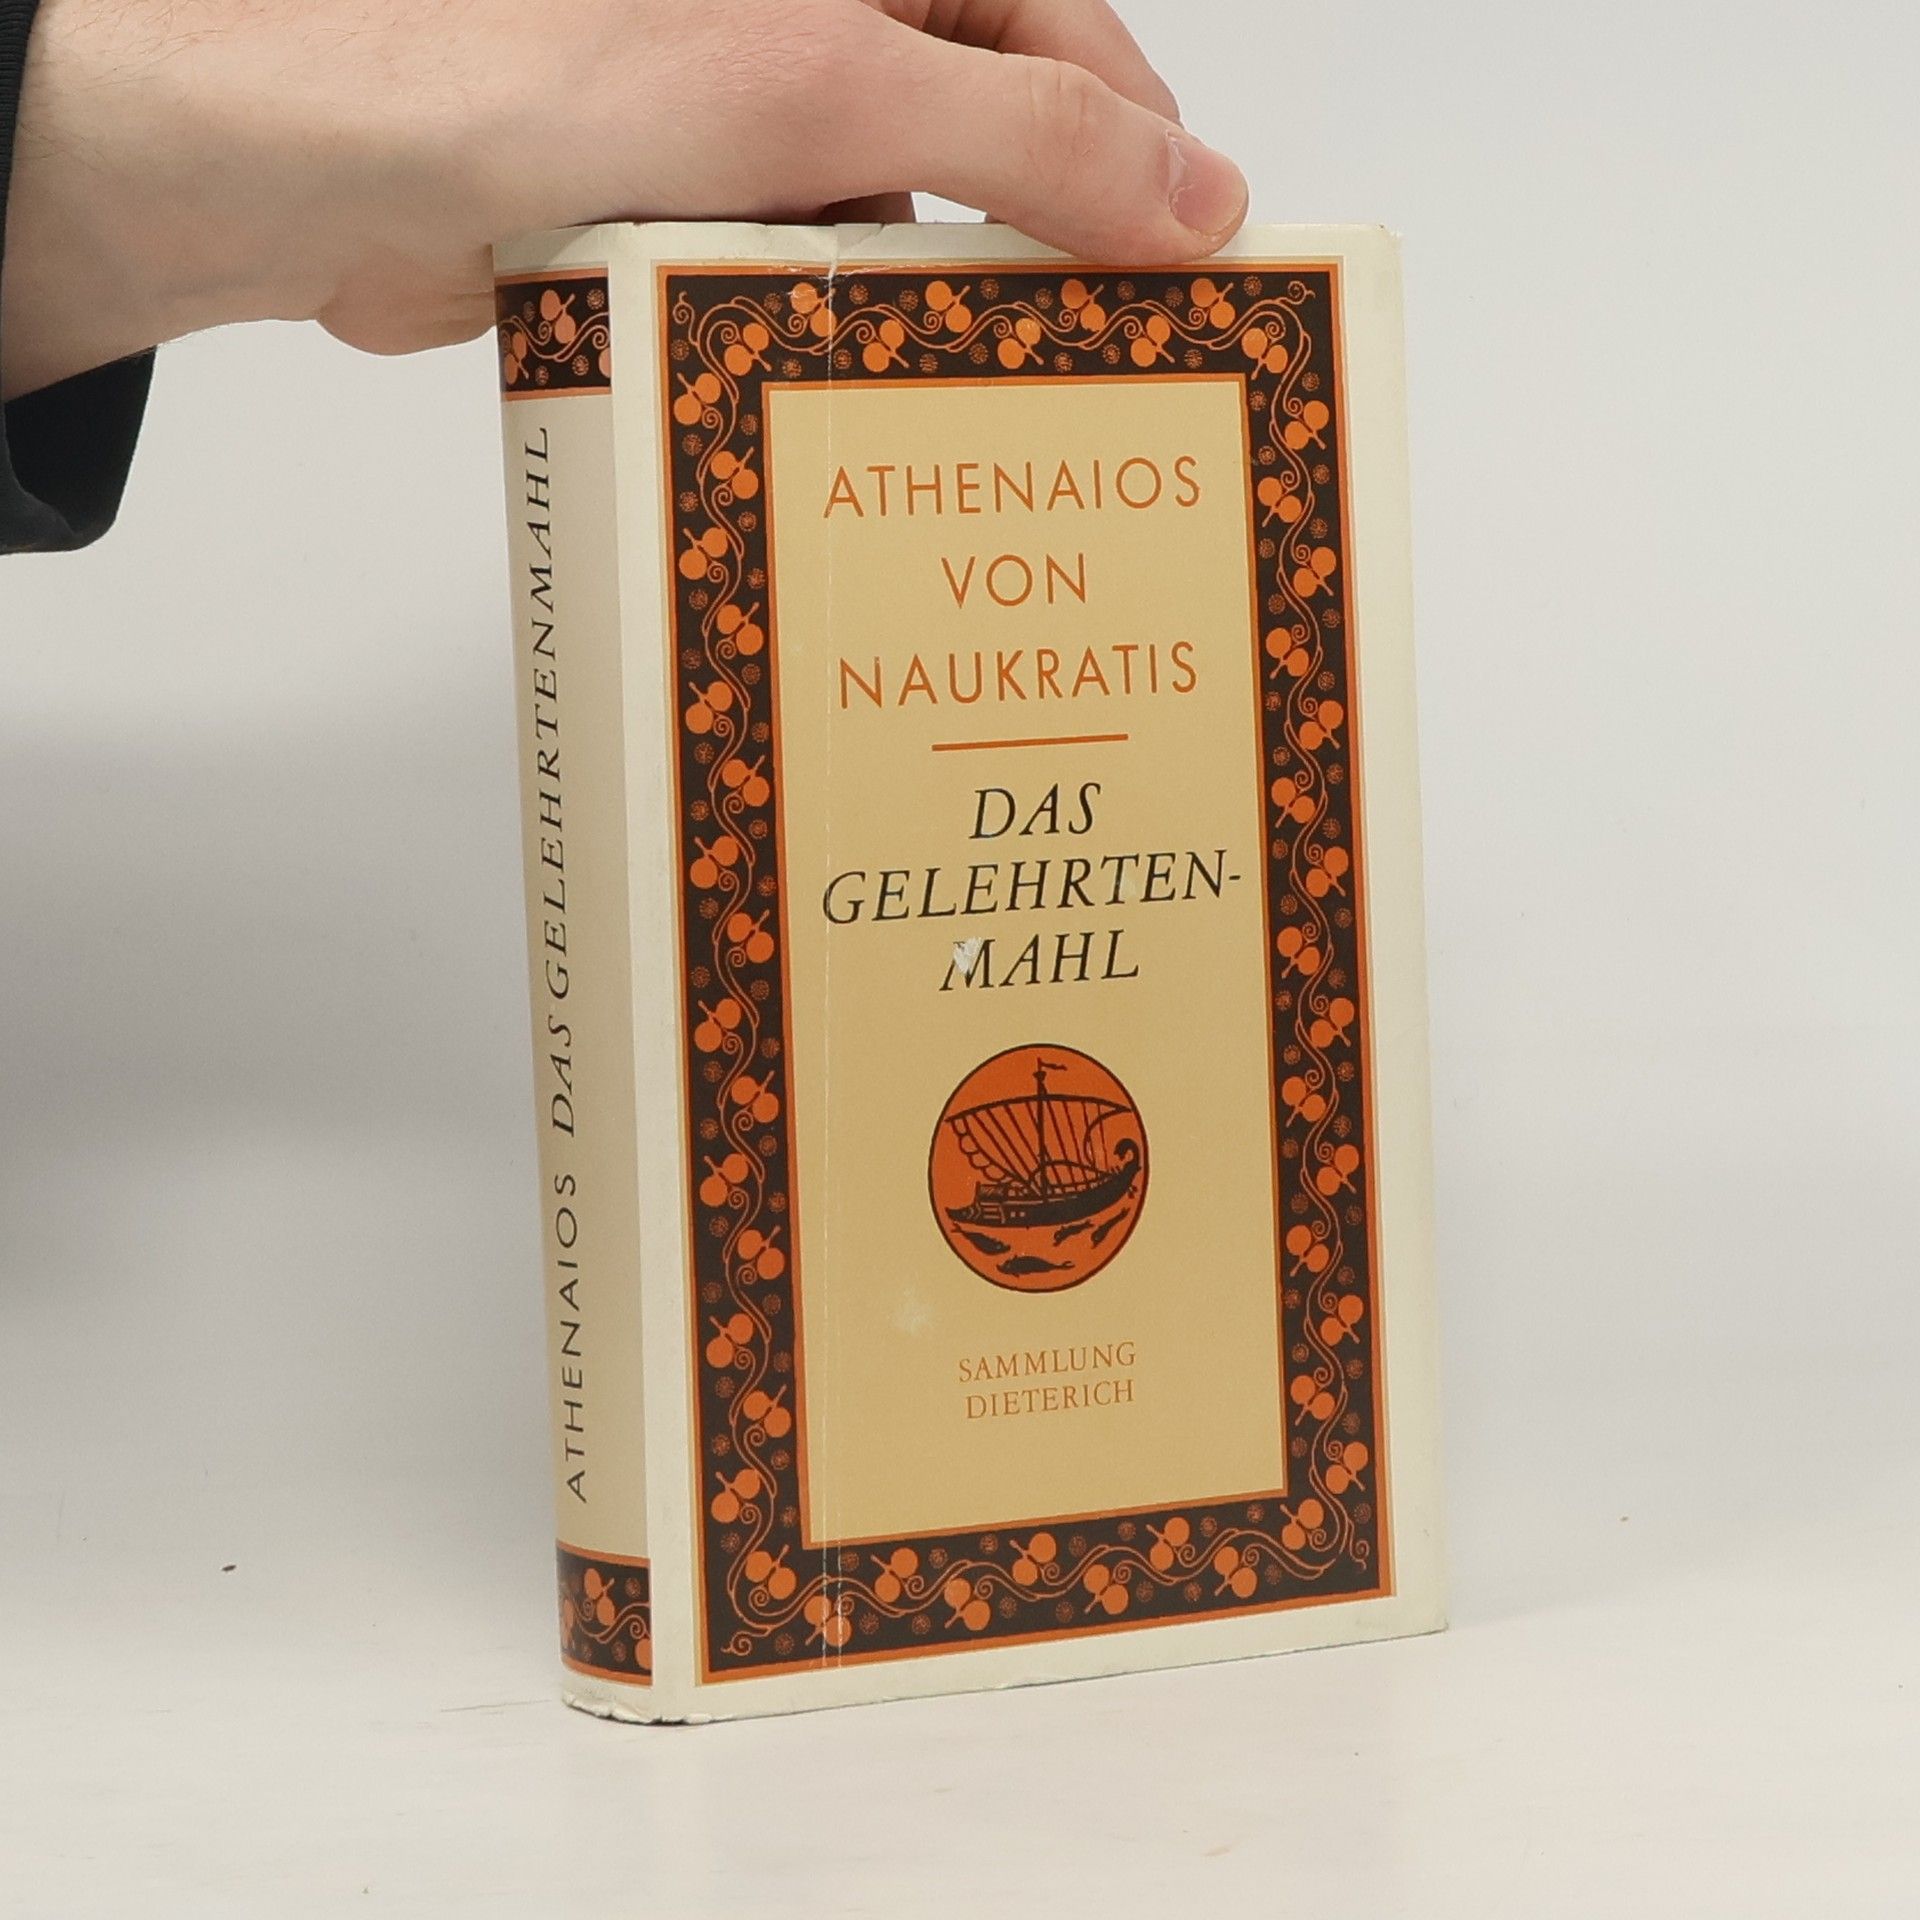 ATHENAIOS DAS GELEHRTENMAHL
ATHENAIOS
VON
NAUKRATIS
DAS
GELEHRTEN-
MAHL
SAMMLUNG
DIETERICH